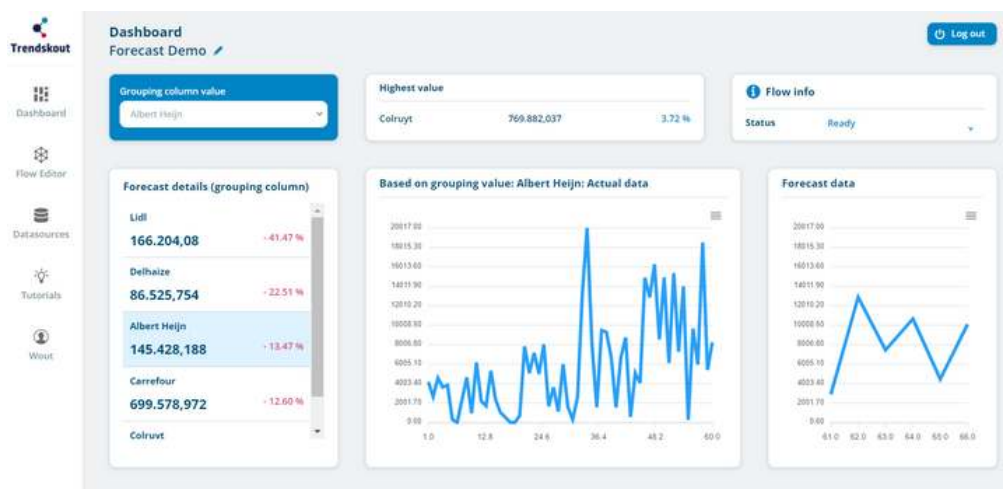 Trendskout
Dashboard
Flow Editor
Datasources
Tutorials
Wout
Dashboard
Forecast Demo
Log out
Grouping column value
Albert Heijn
Highest value
Colruyt 769.882,037 3.72 %
Flow info
Status Ready
Forecast details (grouping column)
Lidl
166.204,08 - 41.47 %
Delhaize
86.525,754 - 22.51 %
Albert Heijn
145.428,188 - 13.47 %
Carrefour
699.578,972 - 12.60 %
Colruyt
Based on grouping value: Albert Heijn: Actual data
20017.00
18015.30
16013.60
14011.90
12010.20
10008.50
8006.80
6005.10
4003.40
2001.70
0.00
1.0 12.8 24.6 36.4 48.2 60.0
Forecast data
20017.00
18015.30
16013.60
14011.90
12010.20
10008.50
8006.80
6005.10
4003.40
2001.70
0.00
61.0 62.0 63.0 64.0 65.0 66.0